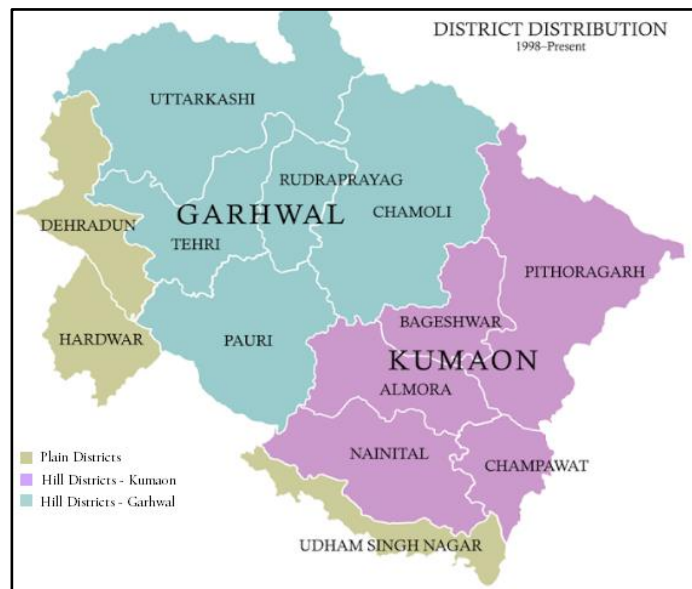 DISTRICT DISTRIBUTION
1998–Present
UTTARKASHI
RUDRAPRAYAG
GARHWAL
CHAMOLI
DEHRADUN
TEHRI
PITHORAGARH
BAGESHWAR
HARDWAR
PAURI
KUMAON
ALMORA
NAINITAL
CHAMPAWAT
Plain Districts
Hill Districts - Kumaon
Hill Districts - Garhwal
UDHAM SINGH NAGAR